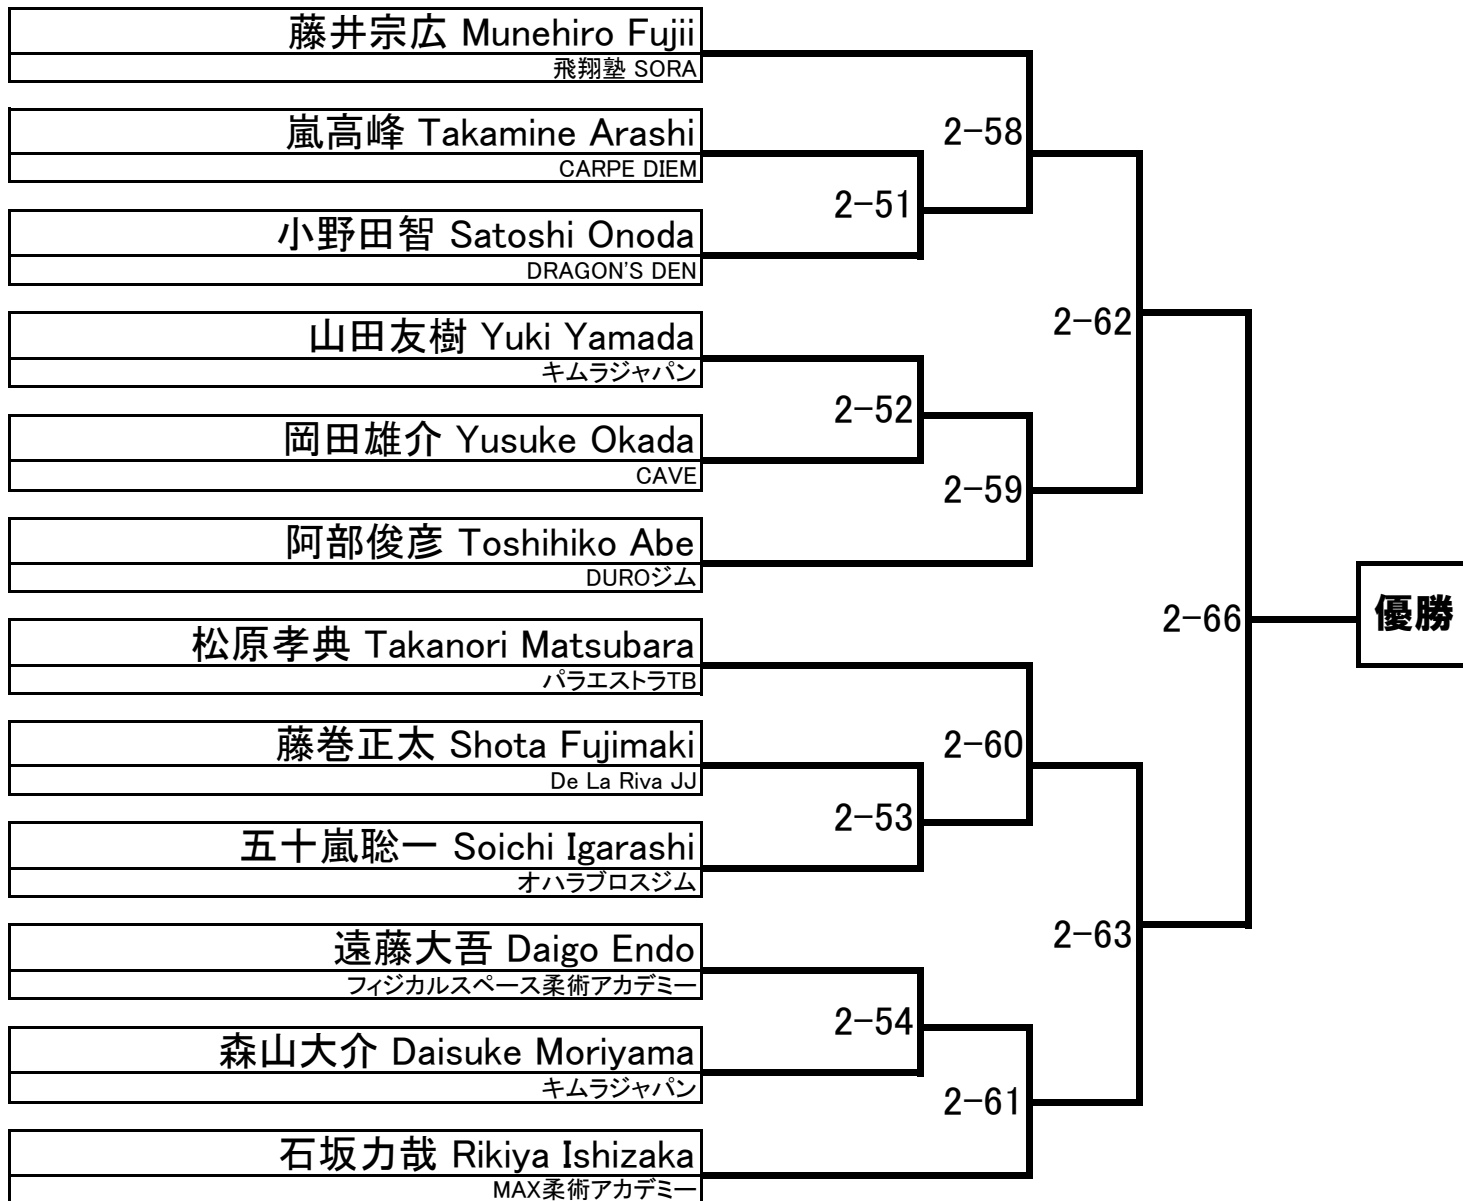 藤井宗広 Munehiro Fujii
飛翔塾 SORA
嵐高峰 Takamine Arashi
CARPE DIEM
小野田智 Satoshi Onoda
DRAGON'S DEN
山田友樹 Yuki Yamada
キムラジャパン
岡田雄介 Yusuke Okada
CAVE
阿部俊彦 Toshihiko Abe
DUROジム
松原孝典 Takanori Matsubara
パラエストラTB
藤巻正太 Shota Fujimaki
De La Riva JJ
五十嵐聡一 Soichi Igarashi
オハラブロスジム
遠藤大吾 Daigo Endo
フィジカルスペース柔術アカデミー
森山大介 Daisuke Moriyama
キムラジャパン
石坂力哉 Rikiya Ishizaka
MAX柔術アカデミー
2-51
2-52
2-53
2-54
2-58
2-59
2-60
2-61
2-62
2-63
2-66
優勝